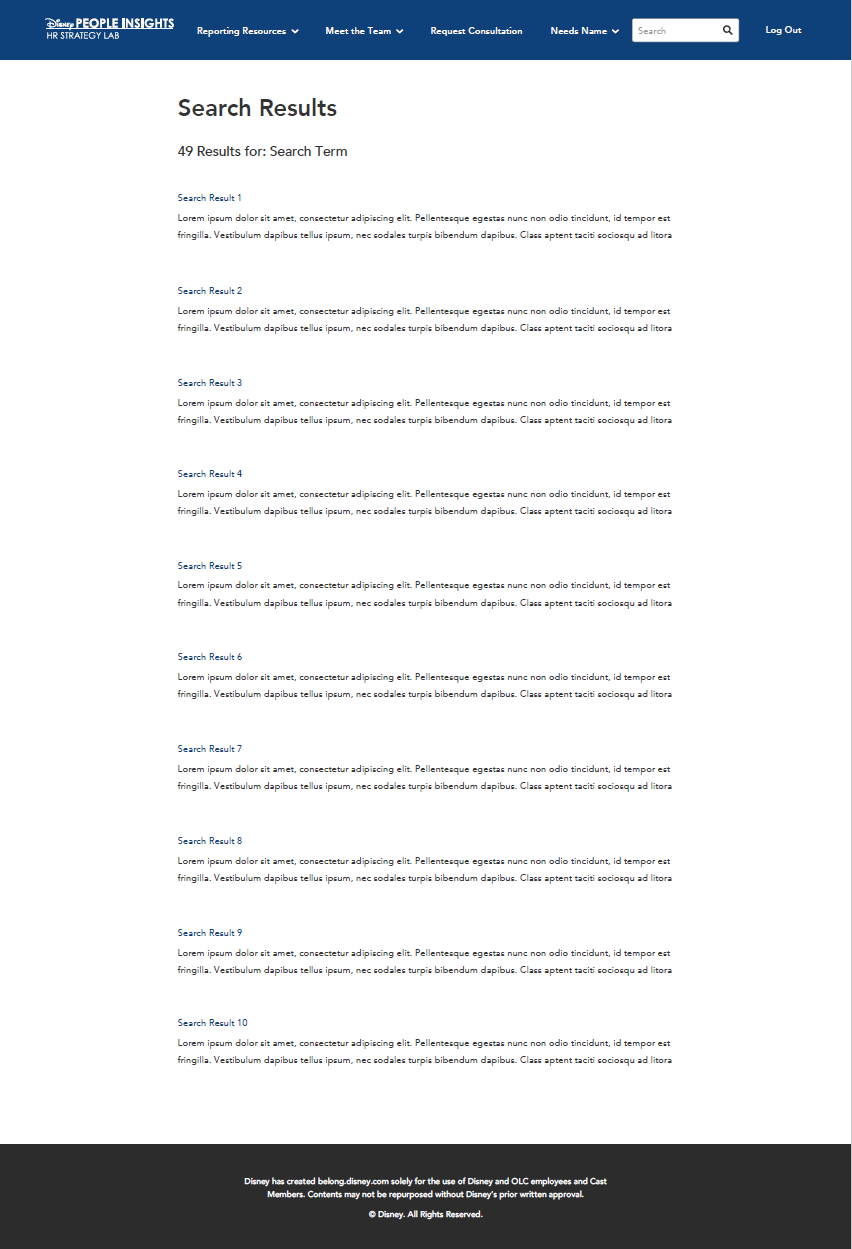 Disney PEOPLE INSIGHTS
HR STRATEGY LAB
Reporting Resources
Meet the Team
Request Consultation
Needs Name
Search
Log Out
Search Results
49 Results for: Search Term
Search Result 1
Lorem ipsum dolor sit amet, consectetur adipiscing elit. Pellentesque egestas nunc non odio tincidunt, id tempor est
fringilla. Vestibulum dapibus tellus ipsum, nec sodales turpis bibendum dapibus. Class aptent taciti sociosqu ad litora
Search Result 2
Lorem ipsum dolor sit amet, consectetur adipiscing elit. Pellentesque egestas nunc non odio tincidunt, id tempor est
fringilla. Vestibulum dapibus tellus ipsum, nec sodales turpis bibendum dapibus. Class aptent taciti sociosqu ad litora
Search Result 3
Lorem ipsum dolor sit amet, consectetur adipiscing elit. Pellentesque egestas nunc non odio tincidunt, id tempor est
fringilla. Vestibulum dapibus tellus ipsum, nec sodales turpis bibendum dapibus. Class aptent taciti sociosqu ad litora
Search Result 4
Lorem ipsum dolor sit amet, consectetur adipiscing elit. Pellentesque egestas nunc non odio tincidunt, id tempor est
fringilla. Vestibulum dapibus tellus ipsum, nec sodales turpis bibendum dapibus. Class aptent taciti sociosqu ad litora
Search Result 5
Lorem ipsum dolor sit amet, consectetur adipiscing elit. Pellentesque egestas nunc non odio tincidunt, id tempor est
fringilla. Vestibulum dapibus tellus ipsum, nec sodales turpis bibendum dapibus. Class aptent taciti sociosqu ad litora
Search Result 6
Lorem ipsum dolor sit amet, consectetur adipiscing elit. Pellentesque egestas nunc non odio tincidunt, id tempor est
fringilla. Vestibulum dapibus tellus ipsum, nec sodales turpis bibendum dapibus. Class aptent taciti sociosqu ad litora
Search Result 7
Lorem ipsum dolor sit amet, consectetur adipiscing elit. Pellentesque egestas nunc non odio tincidunt, id tempor est
fringilla. Vestibulum dapibus tellus ipsum, nec sodales turpis bibendum dapibus. Class aptent taciti sociosqu ad litora
Search Result 8
Lorem ipsum dolor sit amet, consectetur adipiscing elit. Pellentesque egestas nunc non odio tincidunt, id tempor est
fringilla. Vestibulum dapibus tellus ipsum, nec sodales turpis bibendum dapibus. Class aptent taciti sociosqu ad litora
Search Result 9
Lorem ipsum dolor sit amet, consectetur adipiscing elit. Pellentesque egestas nunc non odio tincidunt, id tempor est
fringilla. Vestibulum dapibus tellus ipsum, nec sodales turpis bibendum dapibus. Class aptent taciti sociosqu ad litora
Search Result 10
Lorem ipsum dolor sit amet, consectetur adipiscing elit. Pellentesque egestas nunc non odio tincidunt, id tempor est
fringilla. Vestibulum dapibus tellus ipsum, nec sodales turpis bibendum dapibus. Class aptent taciti sociosqu ad litora
Disney has created belong.disney.com solely for the use of Disney and OLC employees and Cast
Members. Contents may not be repurposed without Disney's prior written approval.
© Disney. All Rights Reserved.